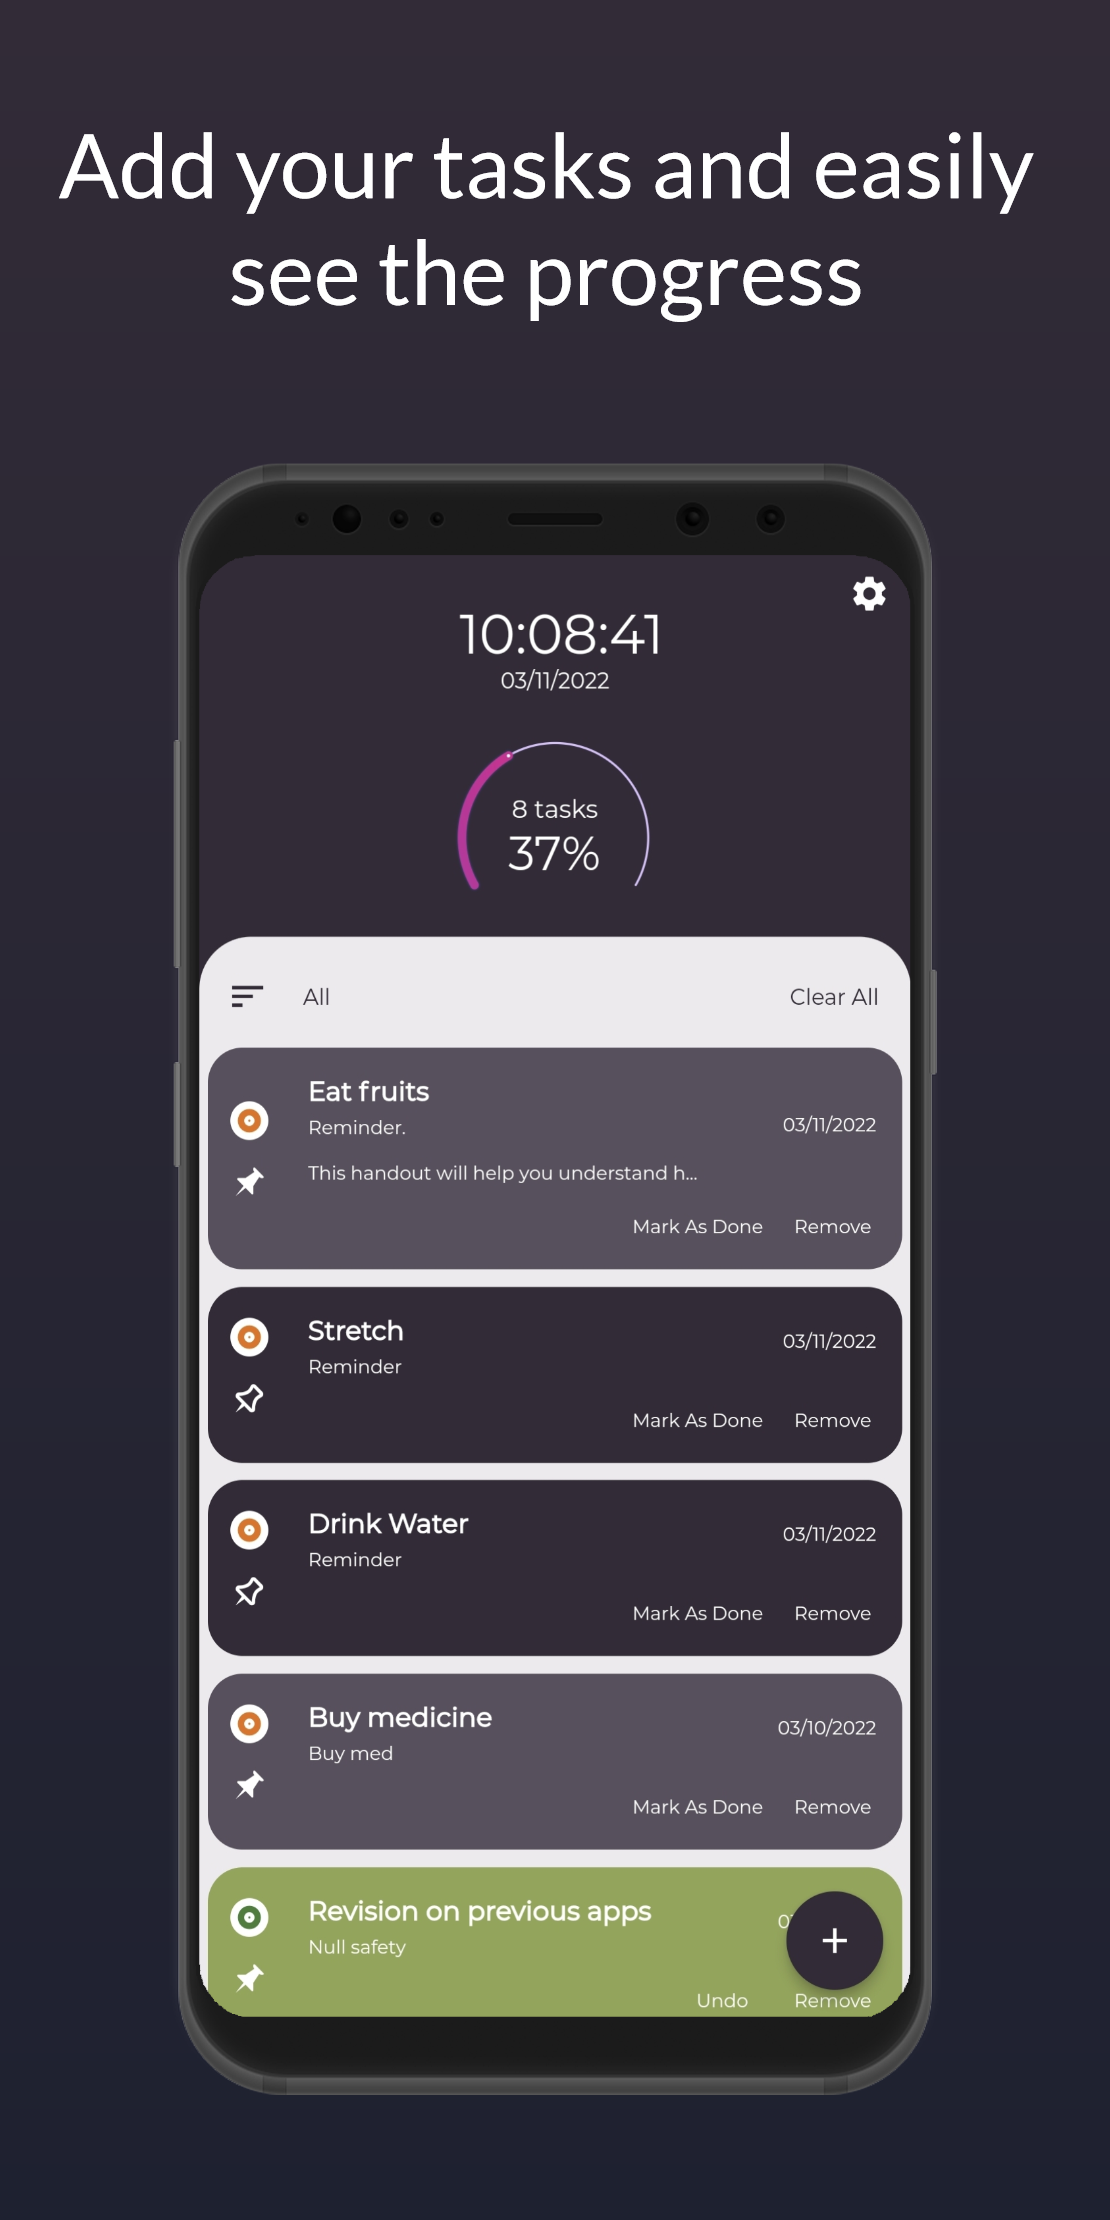 Add your tasks and easily
see the progress
10:08:41
03/11/2022
8 tasks
37%
All
Clear All
Eat fruits
Reminder.
03/11/2022
This handout will help you understand h...
Mark As Done
Remove
Stretch
03/11/2022
Reminder
Mark As Done
Remove
Drink Water
03/11/2022
Reminder
Mark As Done
Remove
Buy medicine
03/10/2022
Buy med
Mark As Done
Remove
Revision on previous apps
Null safety
+
Undo
Remove